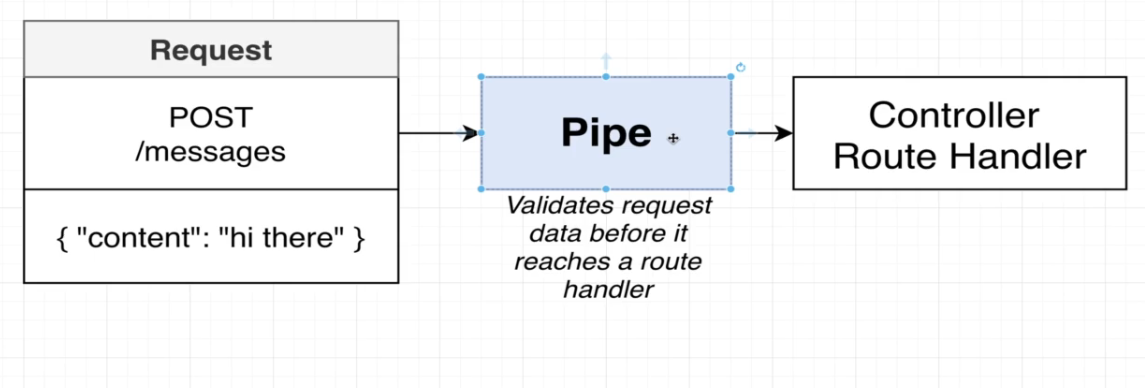 Request
POST
/messages
{ "content": "hi there" }
Pipe
Validates request
data before it
reaches a route
handler
Controller
Route Handler